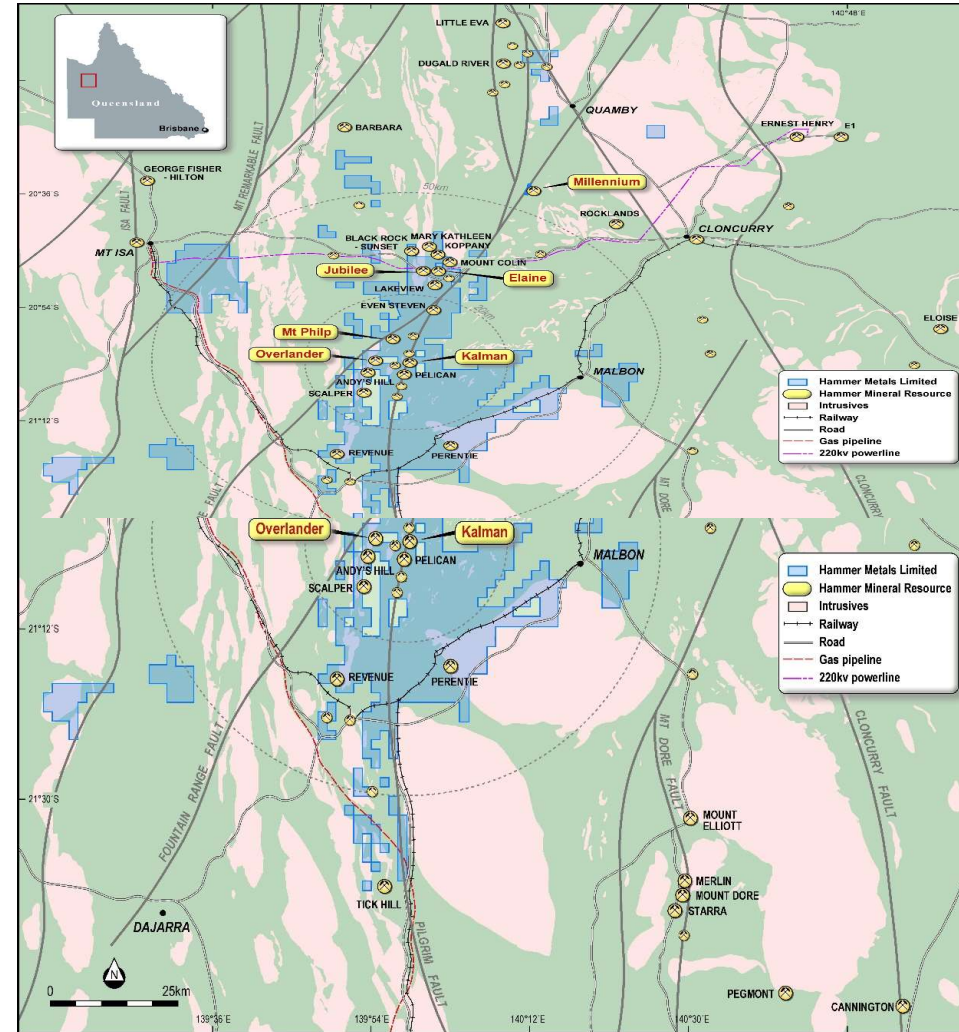 140°48'E
LITTLE EVA
DUGALD RIVER
QUAMBY
Queensland
Brisbane
BARBARA
ERNEST HENRY
E1
GEORGE FISHER
- HILTON
MT REMARKABLE FAULT
ISA FAULT
20°36'S
50km
Millennium
ROCKLANDS
CLONCURRY
MT ISA
BLACK ROCK
MARY KATHLEEN
SUNSET
KOPPANY
MOUNT COLIN
Jubilee
Elaine
LAKEVIEW
20°54'S
EVEN STEVEN
25km
ELOISE
Mt Philp
Overlander
Kalman
ANDY'S HILL
PELICAN
MALBON
SCALPER
21°12'S
REVENUE
PERENTIE
Hammer Metals Limited
Hammer Mineral Resource
Intrusives
Railway
Road
Gas pipeline
220kv powerline
MT DORE
CLONCURRY
Overlander
Kalman
ANDY'S HILL
PELICAN
MALBON
SCALPER
21°12'S
REVENUE
PERENTIE
Hammer Metals Limited
Hammer Mineral Resource
Intrusives
Railway
Road
Gas pipeline
220kv powerline
FOUNTAIN RANGE FAULT
MT DORE FAULT
CLONCURRY FAULT
21°30'S
MOUNT
ELLIOTT
MERLIN
MOUNT DORE
STARRA
TICK HILL
DAJARRA
PILGRIM FAULT
N
0
25km
PEGMONT
CANNINGTON
139°36'E
139°54'E
140°12'E
140°30'E